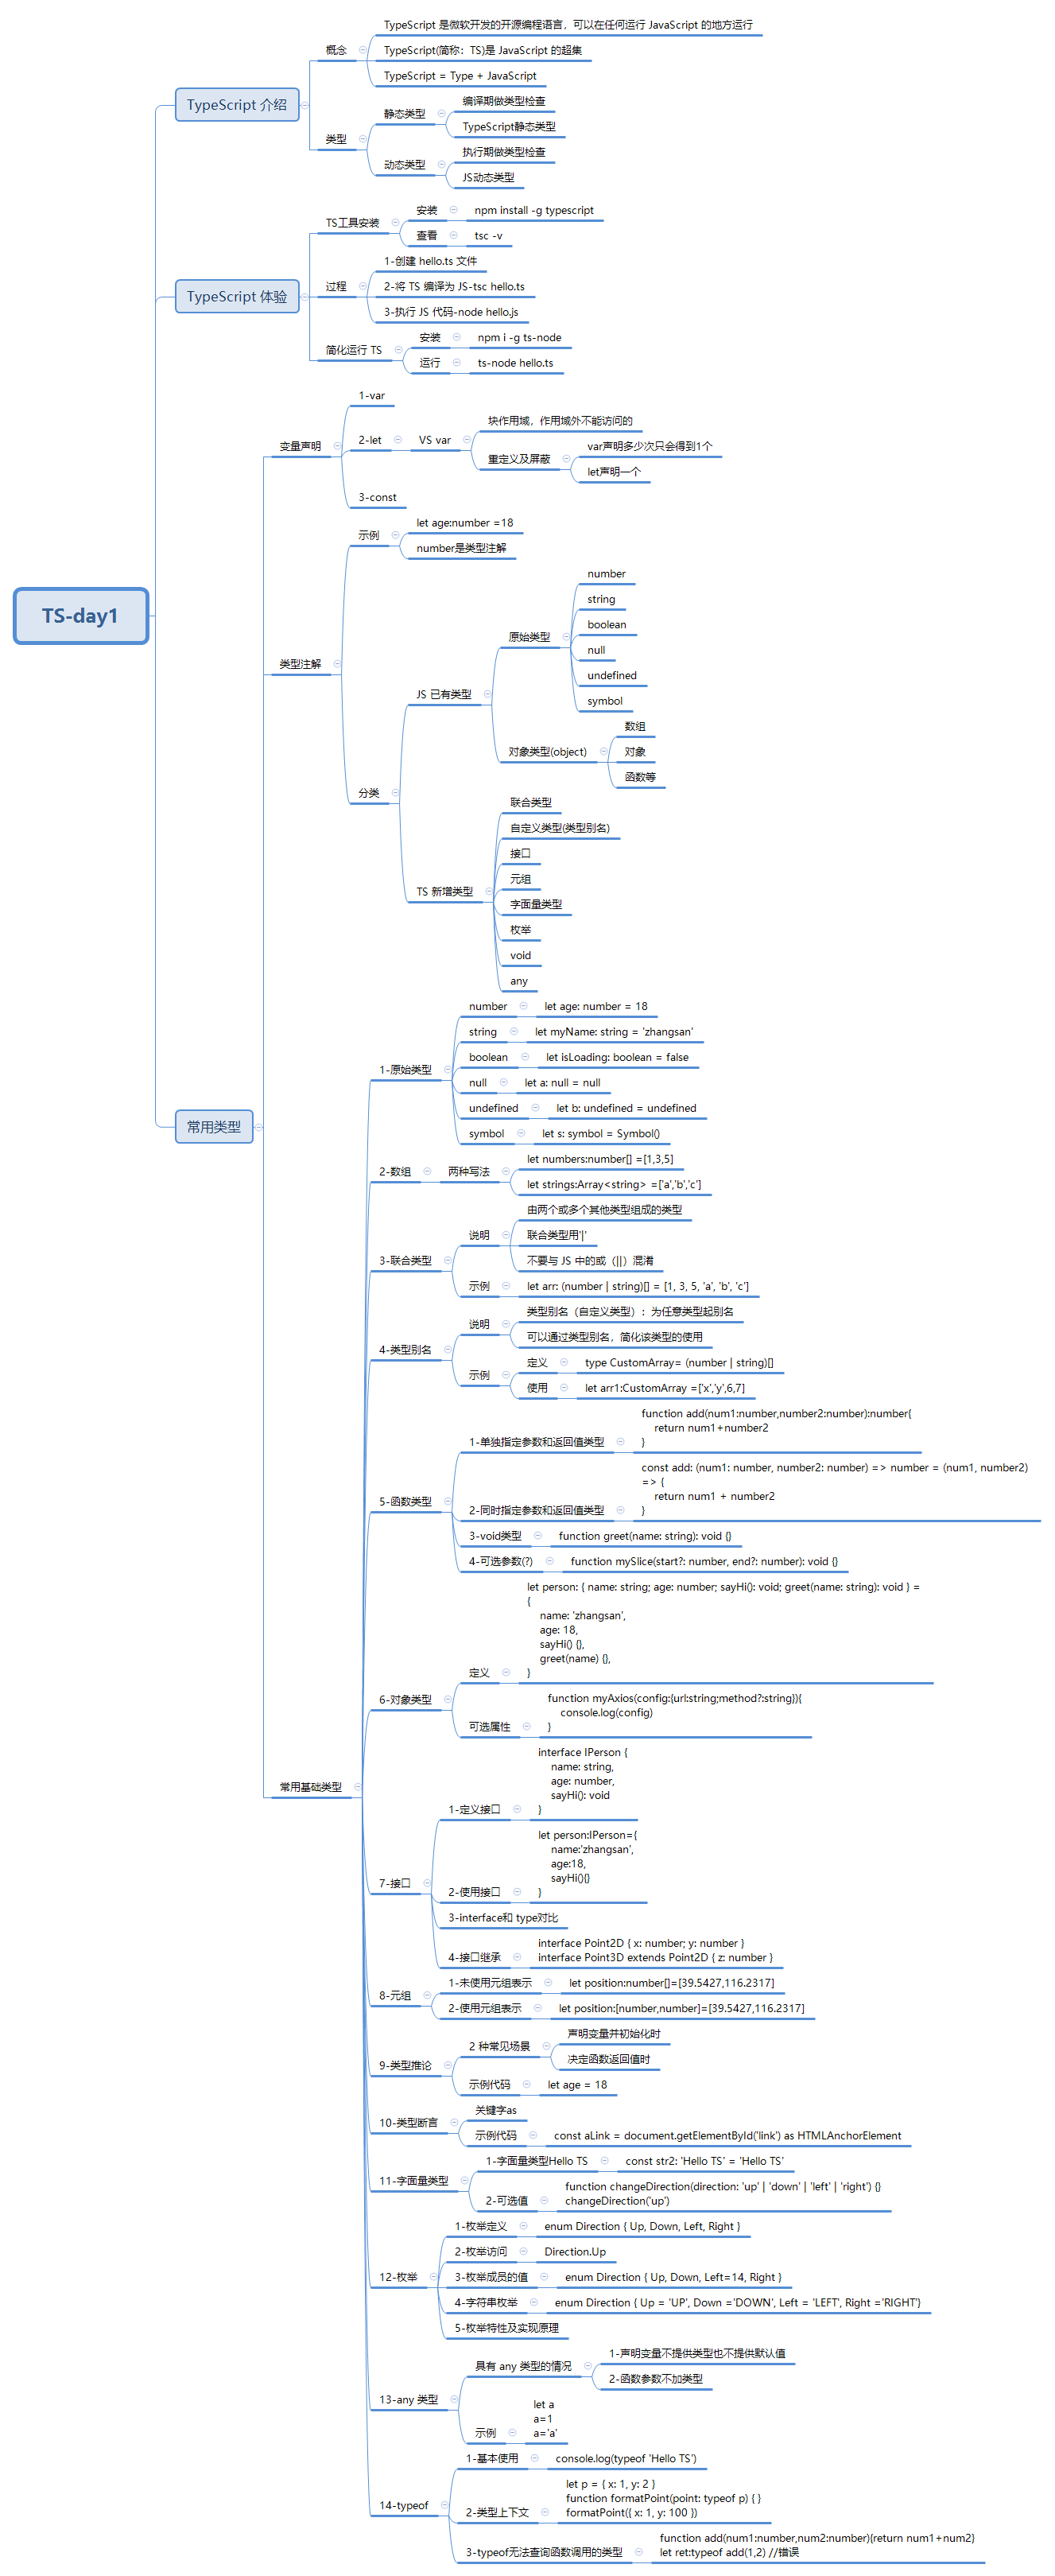 TS-day1
TypeScript 介绍
概念
TypeScript 是微软开发的开源编程语言，可以在任何运行 JavaScript 的地方运行
TypeScript(简称：TS)是 JavaScript 的超集
TypeScript = Type + JavaScript
类型
静态类型
编译期做类型检查
TypeScript静态类型
动态类型
执行期做类型检查
JS动态类型
TypeScript 体验
TS工具安装
安装
npm install -g typescript
查看
tsc -v
过程
1-创建 hello.ts 文件
2-将 TS 编译为 JS-tsc hello.ts
3-执行 JS 代码-node hello.js
简化运行 TS
安装
npm i -g ts-node
运行
ts-node hello.ts
常用类型
变量声明
1-var
2-let
VS var
块作用域，作用域外不能访问的
重定义及屏蔽
var声明多少次只会得到1个
let声明一个
3-const
类型注解
示例
let age:number =18
number是类型注解
分类
JS 已有类型
原始类型
number
string
boolean
null
undefined
symbol
对象类型(object)
数组
对象
函数等
TS 新增类型
联合类型
自定义类型(类型别名)
接口
元组
字面量类型
枚举
void
any
常用基础类型
1-原始类型
number
let age: number = 18
string
let myName: string = 'zhangsan'
boolean
let isLoading: boolean = false
null
let a: null = null
undefined
let b: undefined = undefined
symbol
let s: symbol = Symbol()
2-数组
两种写法
let numbers:number[] =[1,3,5]
let strings:Array<string> =['a','b','c']
3-联合类型
说明
由两个或多个其他类型组成的类型
联合类型用'|'
不要与 JS 中的或（||）混淆
示例
let arr: (number | string)[] = [1, 3, 5, 'a', 'b', 'c']
4-类型别名
说明
类型别名（自定义类型）：为任意类型起别名
可以通过类型别名，简化该类型的使用
示例
定义
type CustomArray= (number | string)[]
使用
let arr1:CustomArray =['x','y',6,7]
5-函数类型
1-单独指定参数和返回值类型
function add(num1:number,number2:number):number{
return num1+number2
}
2-同时指定参数和返回值类型
const add: (num1: number, number2: number) => number = (num1, number2)
=> {
return num1 + number2
}
3-void类型
function greet(name: string): void {}
4-可选参数(?)
function mySlice(start?: number, end?: number): void {}
6-对象类型
定义
let person: { name: string; age: number; sayHi(): void; greet(name: string): void } =
{
name: 'zhangsan',
age: 18,
sayHi() {},
greet(name) {},
}
可选属性
function myAxios(config:{url:string;method?:string}){
console.log(config)
}
7-接口
1-定义接口
interface IPerson {
name: string,
age: number,
sayHi(): void
}
2-使用接口
let person:IPerson={
name:'zhangsan',
age:18,
sayHi(){}
}
3-interface和 type对比
4-接口继承
interface Point2D { x: number; y: number }
interface Point3D extends Point2D { z: number }
8-元组
1-未使用元组表示
let position:number[]=[39.5427,116.2317]
2-使用元组表示
let position:[number,number]=[39.5427,116.2317]
9-类型推论
2 种常见场景
声明变量并初始化时
决定函数返回值时
示例代码
let age = 18
10-类型断言
关键字as
示例代码
const aLink = document.getElementById('link') as HTMLAnchorElement
11-字面量类型
1-字面量类型Hello TS
const str2: 'Hello TS' = 'Hello TS'
2-可选值
function changeDirection(direction: 'up' | 'down' | 'left' | 'right') {}
changeDirection('up')
12-枚举
1-枚举定义
enum Direction { Up, Down, Left, Right }
2-枚举访问
Direction.Up
3-枚举成员的值
enum Direction { Up, Down, Left=14, Right }
4-字符串枚举
enum Direction { Up = 'UP', Down ='DOWN', Left = 'LEFT', Right ='RIGHT'}
5-枚举特性及实现原理
13-any 类型
具有 any 类型的情况
1-声明变量不提供类型也不提供默认值
2-函数参数不加类型
示例
let a
a=1
a='a'
14-typeof
1-基本使用
console.log(typeof 'Hello TS')
2-类型上下文
let p = { x: 1, y: 2 }
function formatPoint(point: typeof p) { }
formatPoint({ x: 1, y: 100 })
3-typeof无法查询函数调用的类型
function add(num1:number,num2:number){return num1+num2}
let ret:typeof add(1,2) //错误